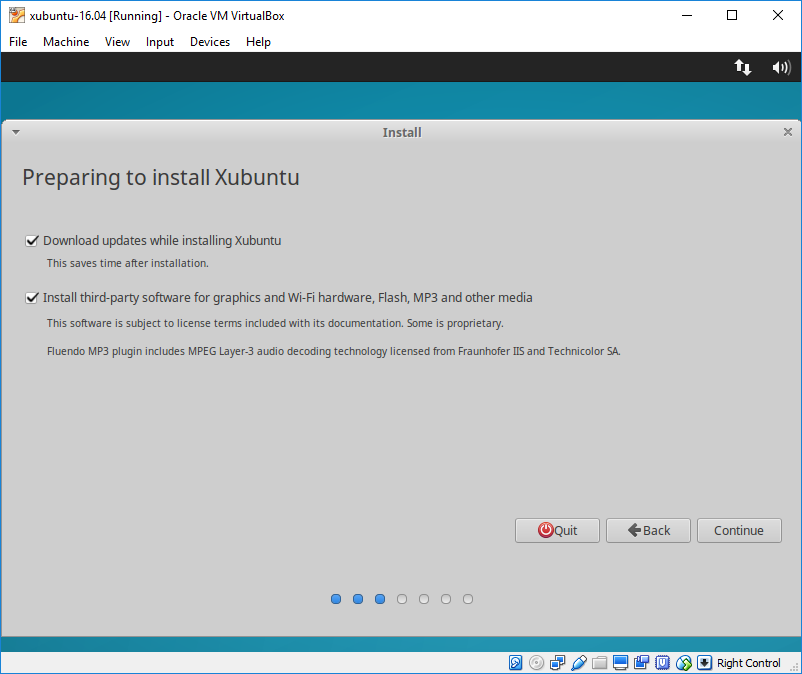 xubuntu-16.04 [Running] - Oracle VM VirtualBox
File Machine View Input Devices Help
Install
Preparing to install Xubuntu
Download updates while installing Xubuntu
This saves time after installation.
Install third-party software for graphics and Wi-Fi hardware, Flash, MP3 and other media
This software is subject to license terms included with its documentation. Some is proprietary.
Fluendo MP3 plugin includes MPEG Layer-3 audio decoding technology licensed from Fraunhofer IIS and Technicolor SA.
Quit Back Continue
Right Control